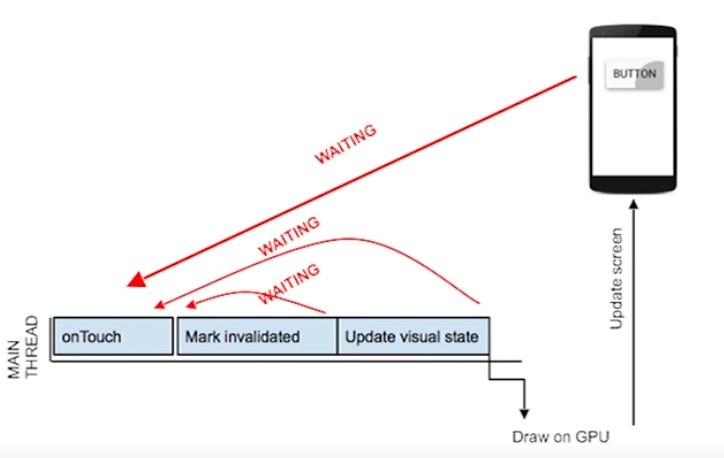 BUTTON
WAITING
WAITING
WAITING
Update screen
MAIN
THREAD
onTouch
Mark invalidated
Update visual state
Draw on GPU